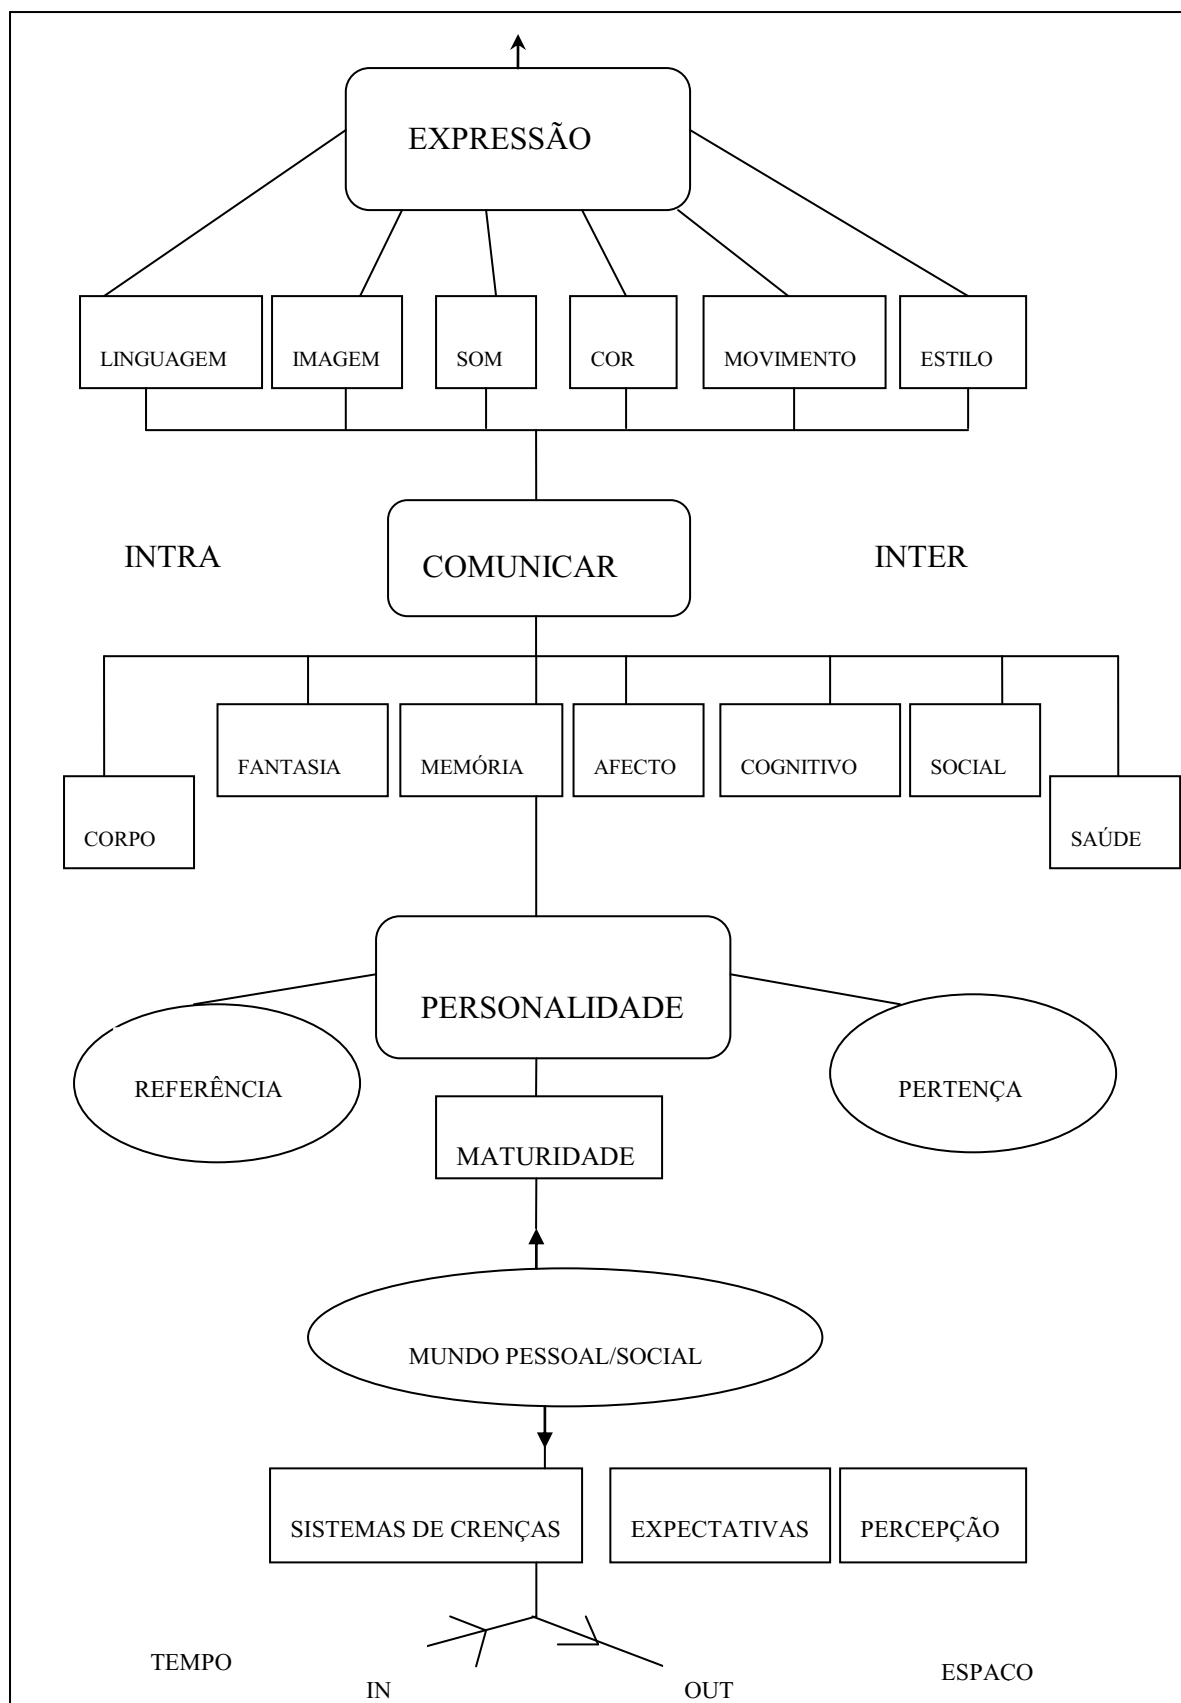 EXPRESSÃO
LINGUAGEM IMAGEM SOM COR MOVIMENTO ESTILO
INTRA COMUNICAR INTER
FANTASIA MEMÓRIA AFECTO COGNITIVO SOCIAL
CORPO SAÚDE
PERSONALIDADE
REFERÊNCIA PERTENÇA
MATURIDADE
MUNDO PESSOAL/SOCIAL
SISTEMAS DE CRENÇAS EXPECTATIVAS PERCEPÇÃO
TEMPO ESPACO
IN OUT